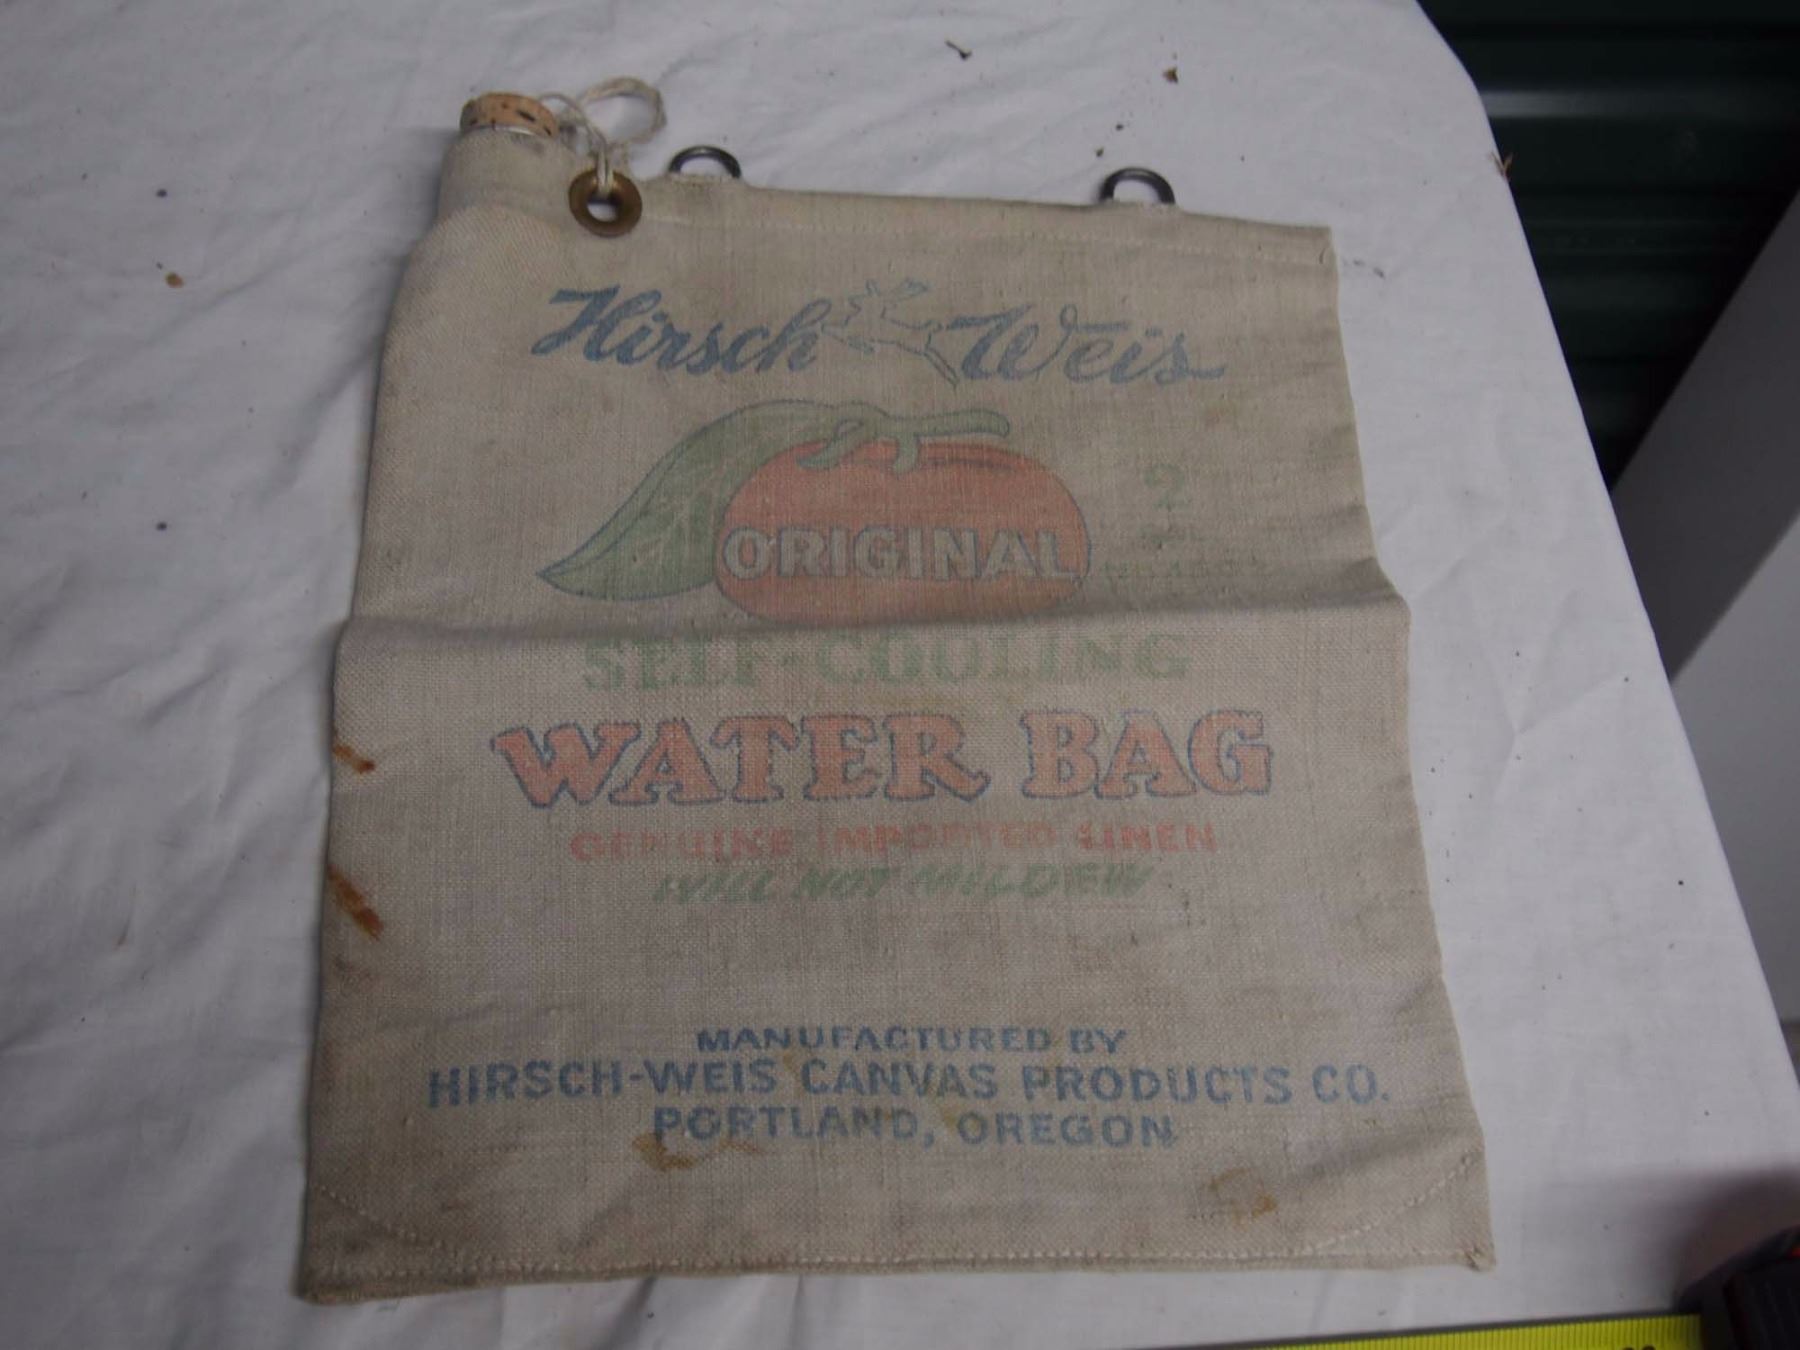 Hirsch Weis
ORIGINAL
2
SELF-COOLING
WATER BAG
GENUINE IMPORTED LINEN
WILL NOT MILDEW
MANUFACTURED BY
HIRSCH-WEIS CANVAS PRODUCTS CO.
PORTLAND, OREGON